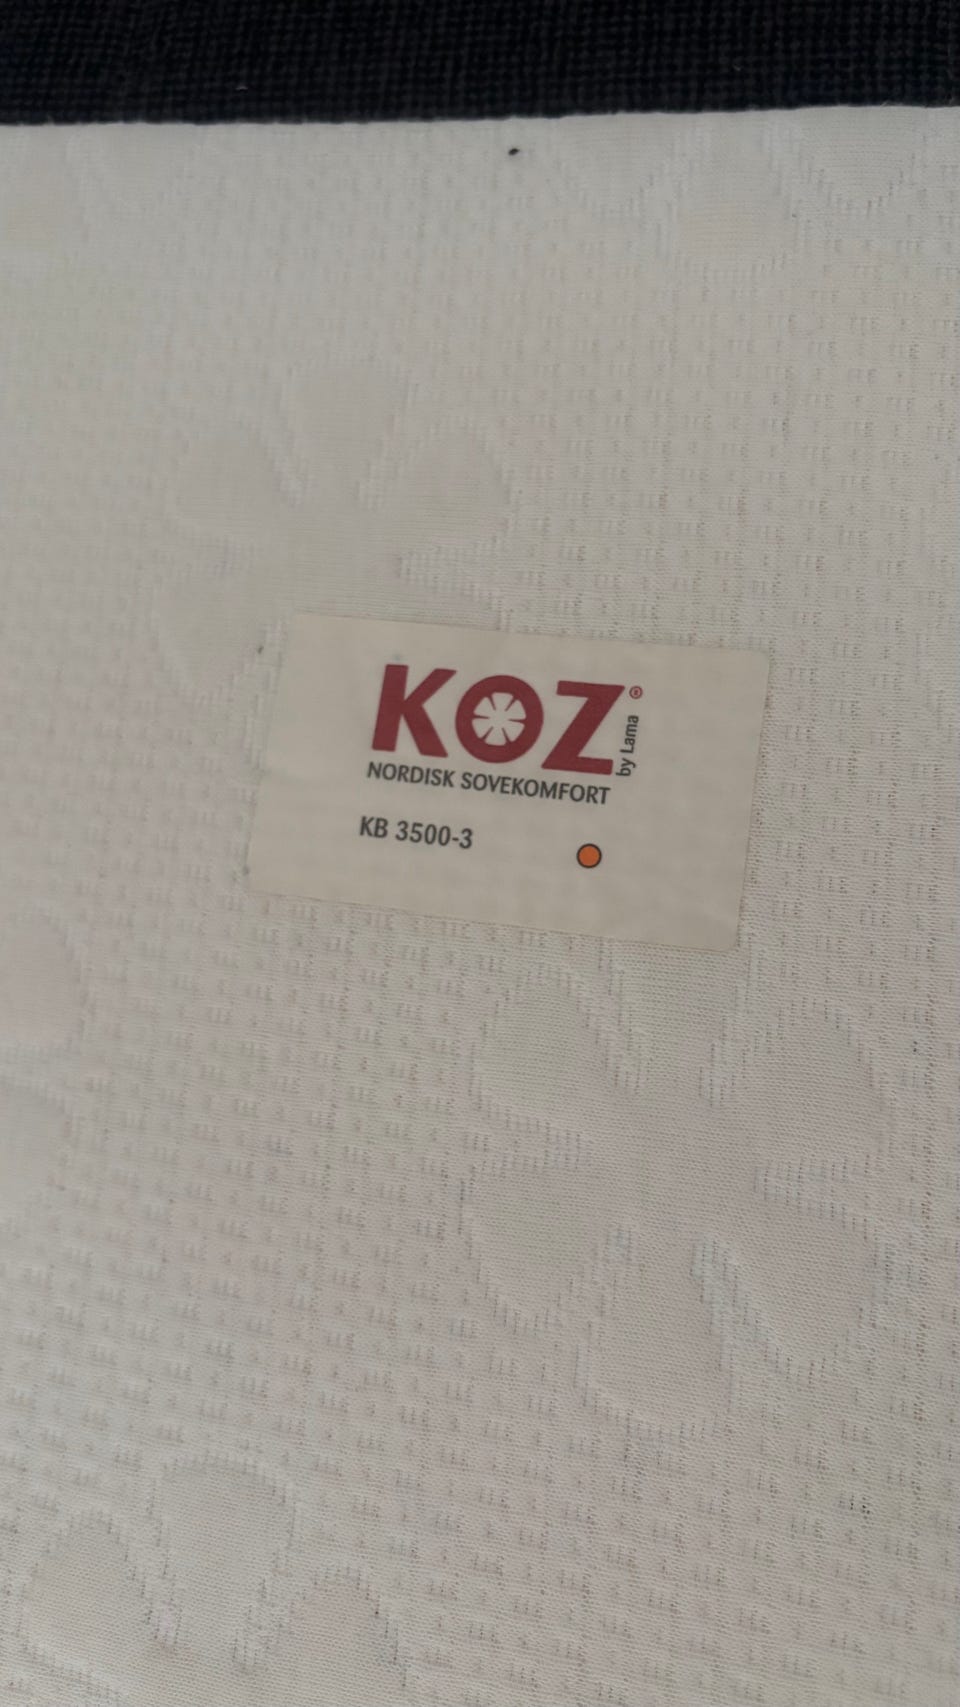 KOZ®
by Lama
NORDISK SOVEKOMFORT
KB 3500-3